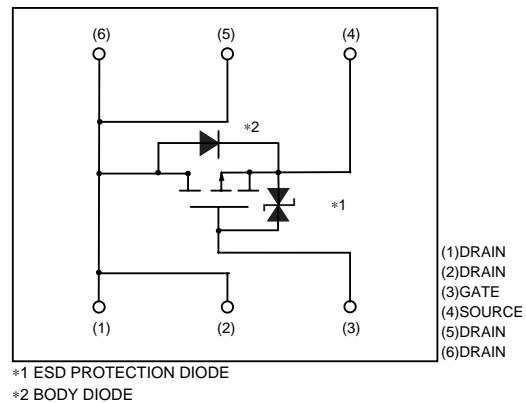 (6) (5) (4)
∗2
∗1
(1) (2) (3)
(1)DRAIN
(2)DRAIN
(3)GATE
(4)SOURCE
(5)DRAIN
(6)DRAIN
∗1 ESD PROTECTION DIODE
∗2 BODY DIODE